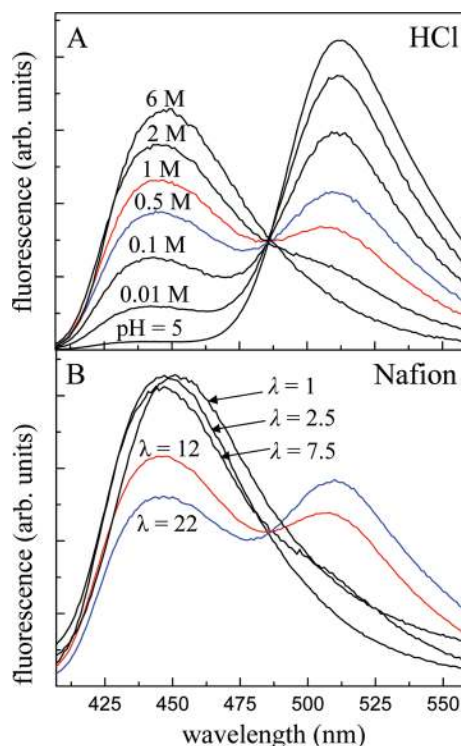 A
HCl
fluorescence (arb. units)
6 M
2 M
1 M
0.5 M
0.1 M
0.01 M
pH = 5
B
Nafion
fluorescence (arb. units)
λ = 1
λ = 2.5
λ = 7.5
λ = 12
λ = 22
425 450 475 500 525 550
wavelength (nm)